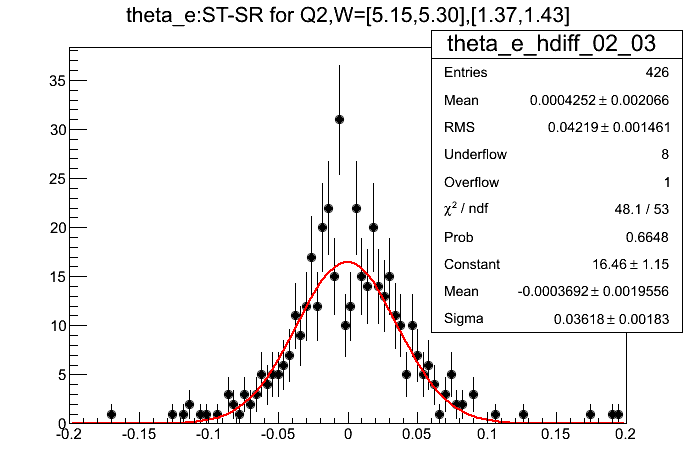 theta_e:ST-SR for Q2,W=[5.15,5.30],[1.37,1.43]
theta_e_hdiff_02_03
Entries 426
Mean 0.0004252 ± 0.002066
RMS 0.04219 ± 0.001461
Underflow 8
Overflow 1
χ² / ndf 48.1 / 53
Prob 0.6648
Constant 16.46 ± 1.15
Mean -0.0003692 ± 0.0019556
Sigma 0.03618 ± 0.00183
35
30
25
20
15
10
5
0
-0.2 -0.15 -0.1 -0.05 0 0.05 0.1 0.15 0.2